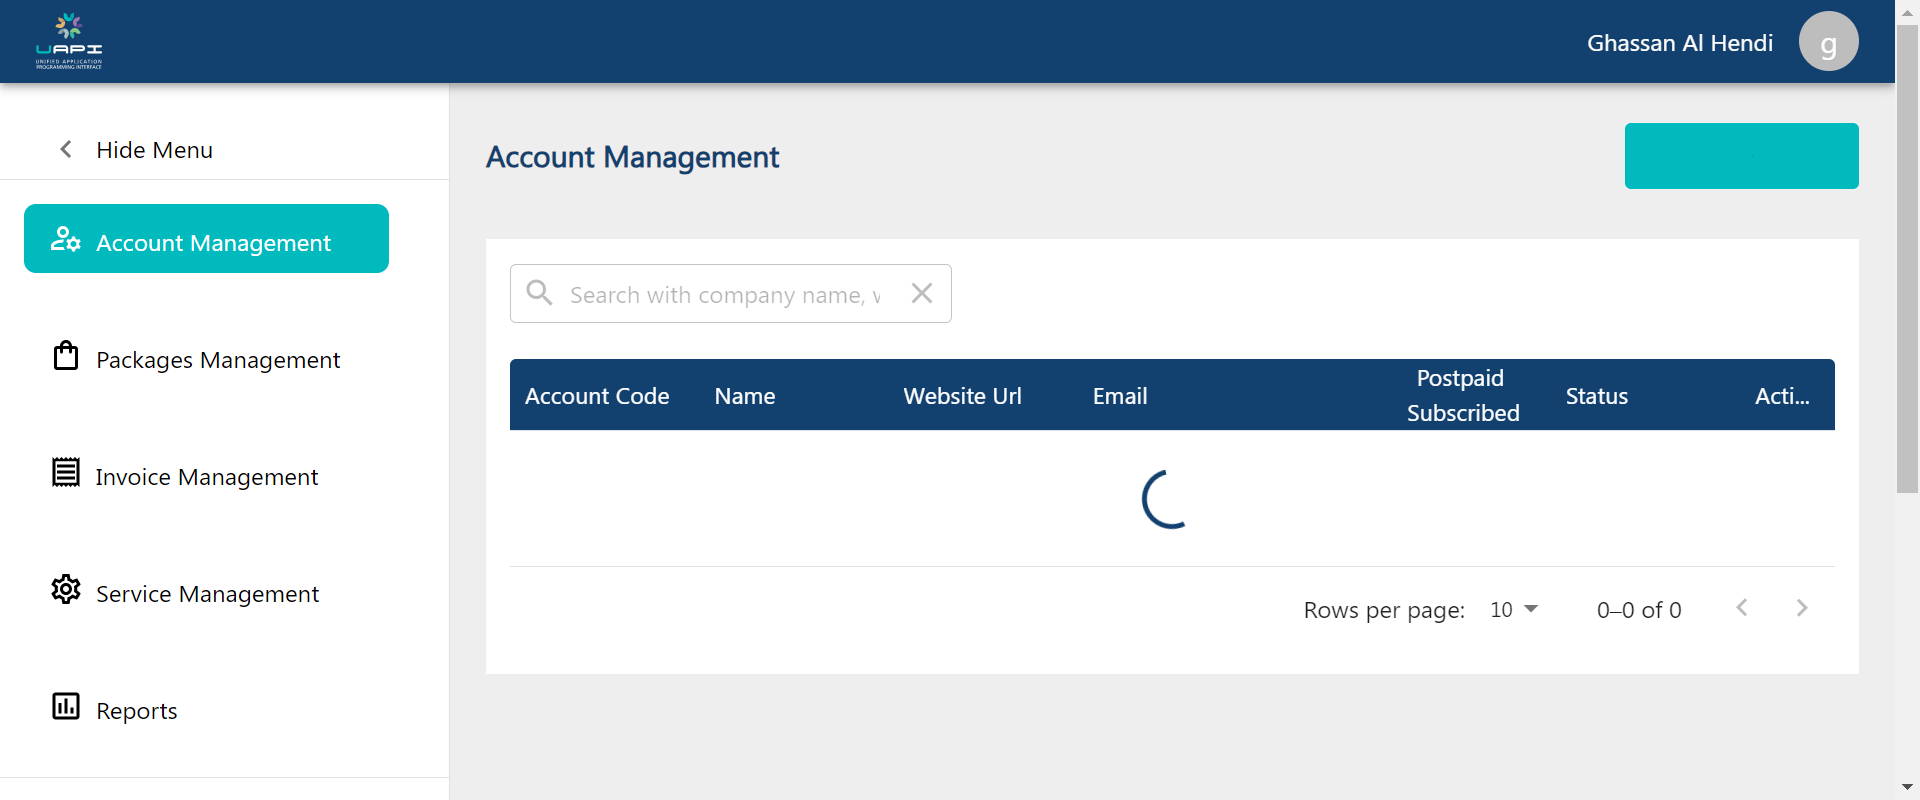 UAPI
UNIFIED APPLICATION
PROGRAMMING INTERFACE
Ghassan Al Hendi
g
Hide Menu
Account Management
Packages Management
Invoice Management
Service Management
Reports
Account Management
Search with company name, v
Account Code Name Website Url Email Postpaid Subscribed Status Acti...
Rows per page: 10 0–0 of 0